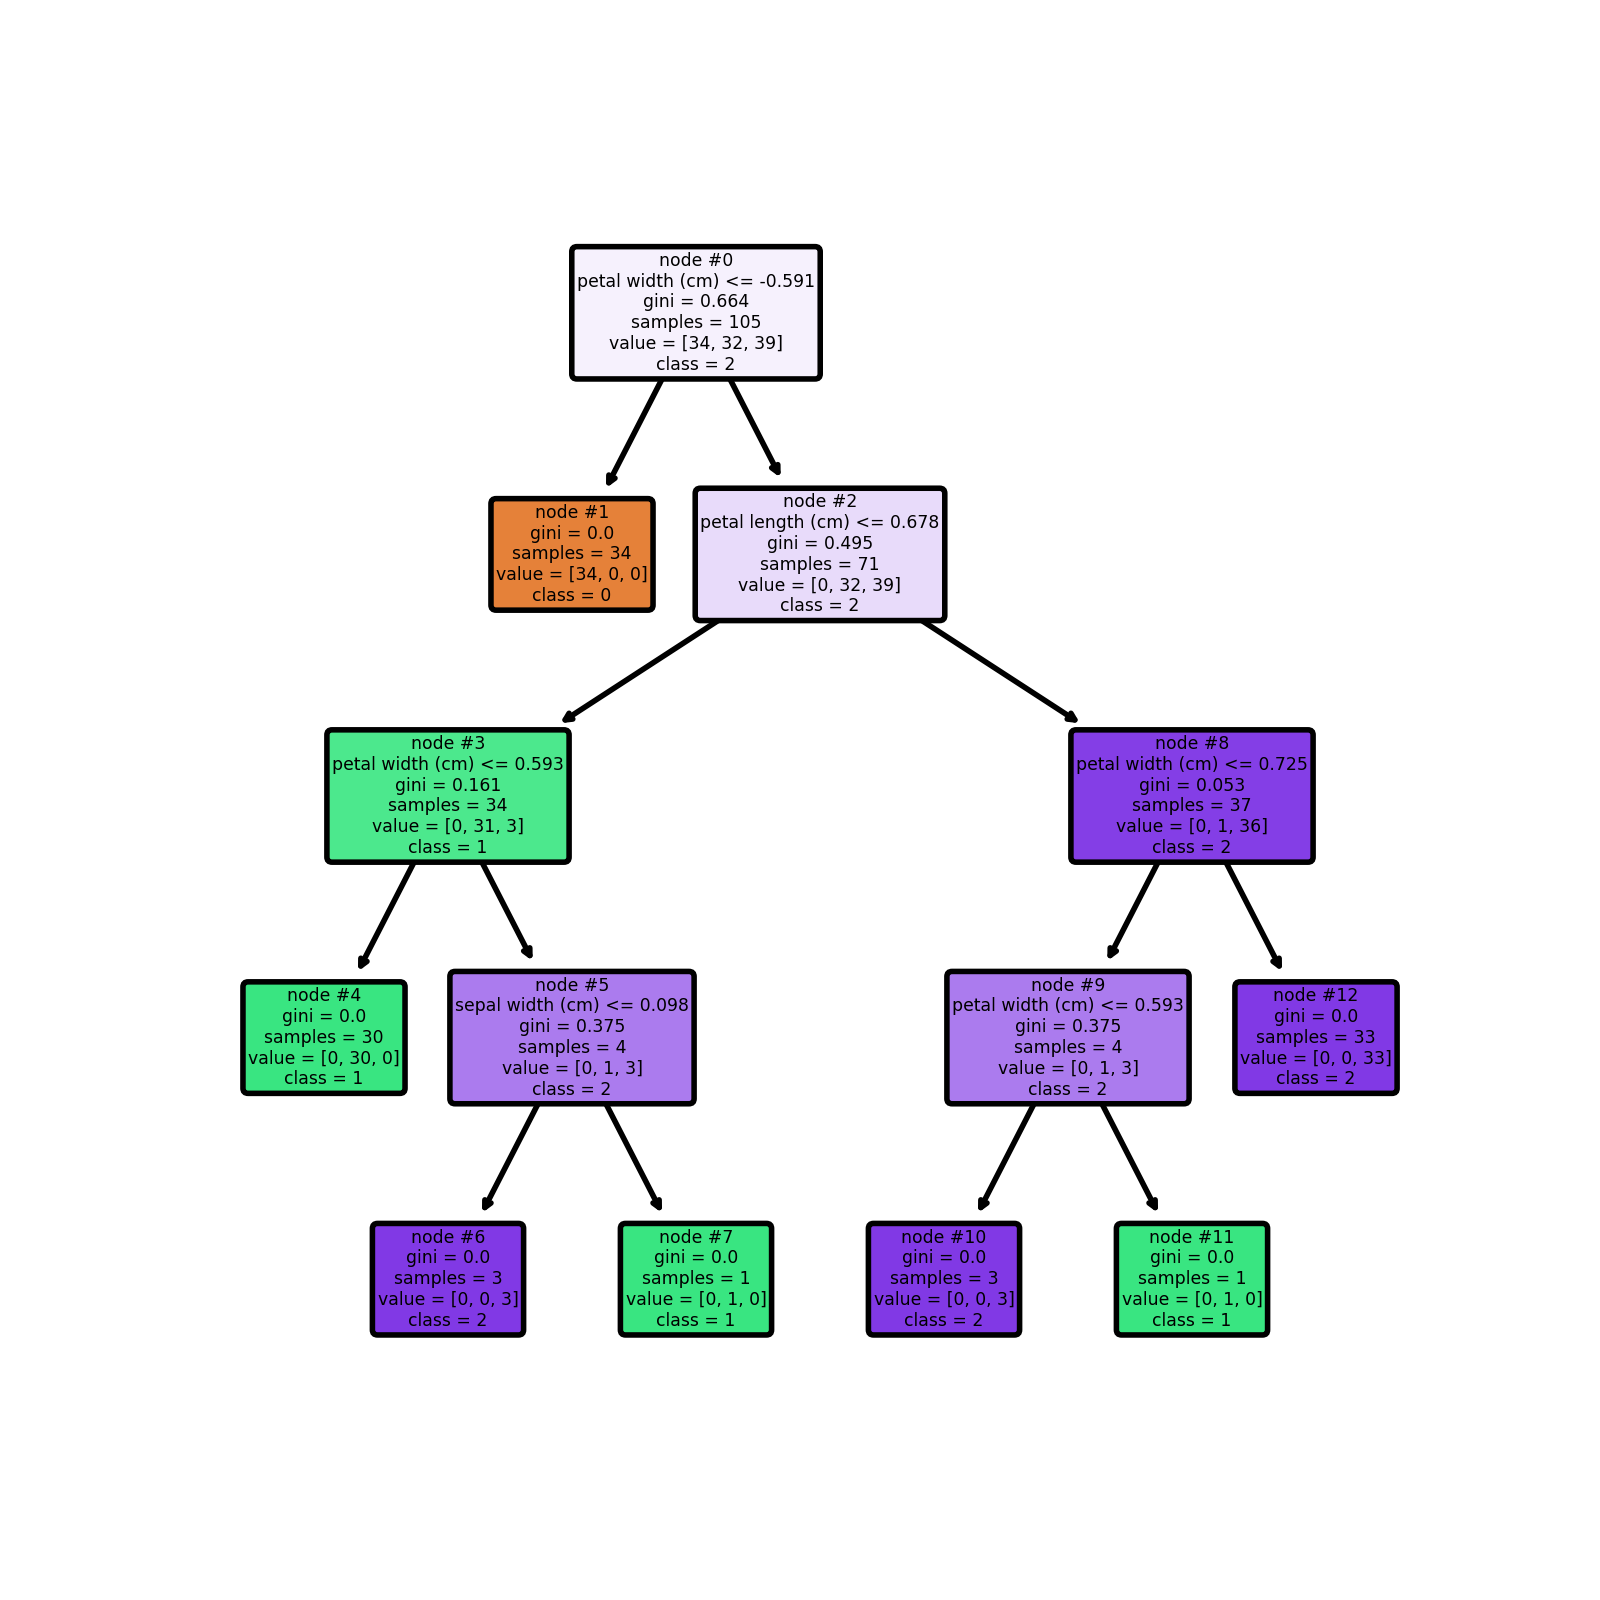 node #0
petal width (cm) <= -0.591
gini = 0.664
samples = 105
value = [34, 32, 39]
class = 2
node #1
gini = 0.0
samples = 34
value = [34, 0, 0]
class = 0
node #2
petal length (cm) <= 0.678
gini = 0.495
samples = 71
value = [0, 32, 39]
class = 2
node #3
petal width (cm) <= 0.593
gini = 0.161
samples = 34
value = [0, 31, 3]
class = 1
node #8
petal width (cm) <= 0.725
gini = 0.053
samples = 37
value = [0, 1, 36]
class = 2
node #4
gini = 0.0
samples = 30
value = [0, 30, 0]
class = 1
node #5
sepal width (cm) <= 0.098
gini = 0.375
samples = 4
value = [0, 1, 3]
class = 2
node #9
petal width (cm) <= 0.593
gini = 0.375
samples = 4
value = [0, 1, 3]
class = 2
node #12
gini = 0.0
samples = 33
value = [0, 0, 33]
class = 2
node #6
gini = 0.0
samples = 3
value = [0, 0, 3]
class = 2
node #7
gini = 0.0
samples = 1
value = [0, 1, 0]
class = 1
node #10
gini = 0.0
samples = 3
value = [0, 0, 3]
class = 2
node #11
gini = 0.0
samples = 1
value = [0, 1, 0]
class = 1